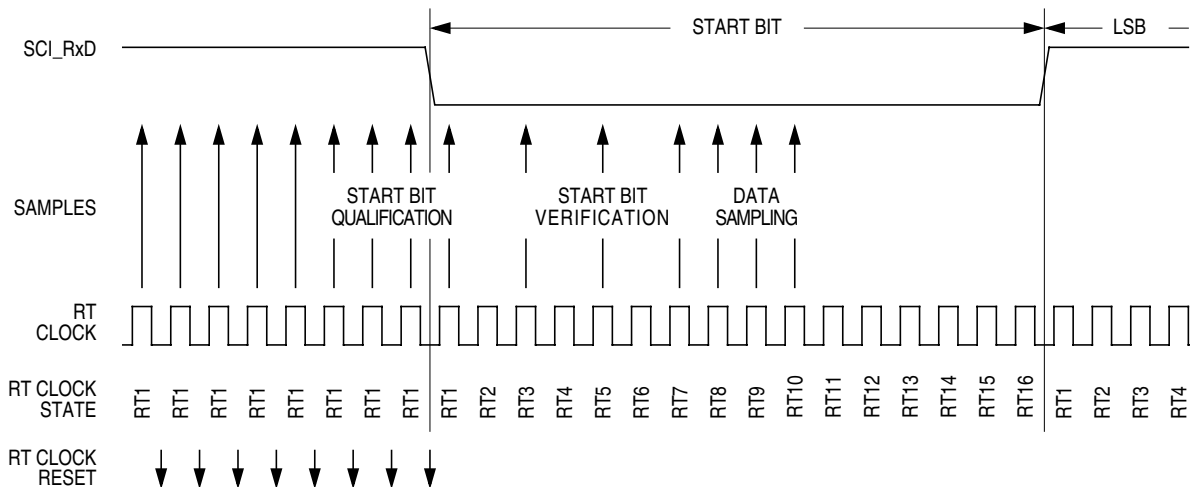 START BIT
LSB
SCI_RxD
SAMPLES
START BIT
QUALIFICATION
START BIT
VERIFICATION
DATA
SAMPLING
RT
CLOCK
RT CLOCK
STATE
RT1 RT1 RT1 RT1 RT1 RT1 RT1 RT1 RT1 RT2 RT3 RT4 RT5 RT6 RT7 RT8 RT9 RT10 RT11 RT12 RT13 RT14 RT15 RT16 RT1 RT2 RT3 RT4
RT CLOCK
RESET